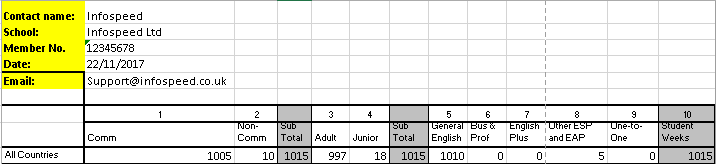 Contact name: Infospeed
School: Infospeed Ltd
Member No. 12345678
Date: 22/11/2017
Email: Support@infospeed.co.uk
1 2 3 4 5 6 7 8 9 10
Comm Non-Comm Sub Total Adult Junior Sub Total General English Bus & Prof English Plus Other ESP and EAP One-to-One Student Weeks
All Countries 1005 10 1015 997 18 1015 1010 0 0 5 0 1015